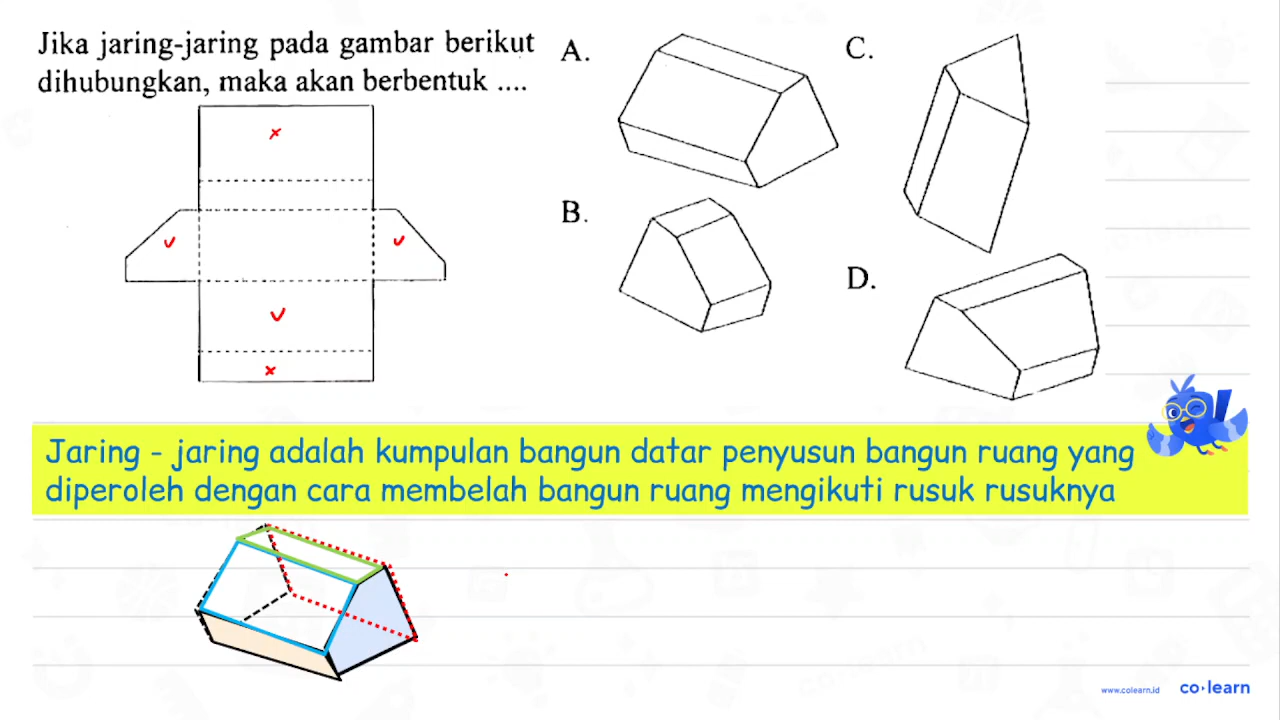 Jika jaring-jaring pada gambar berikut
dihubungkan, maka akan berbentuk ....
A.
B.
C.
D.
Jaring - jaring adalah kumpulan bangun datar penyusun bangun ruang yang
diperoleh dengan cara membelah bangun ruang mengikuti rusuk rusuknya
www.colearn.id
co·learn